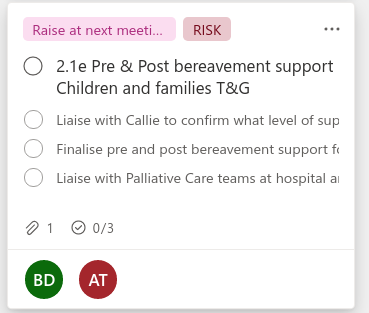 Raise at next meeti... RISK
2.1e Pre & Post bereavement support
Children and families T&G
Liaise with Callie to confirm what level of sup
Finalise pre and post bereavement support fo
Liaise with Palliative Care teams at hospital a
1 0/3
BD AT